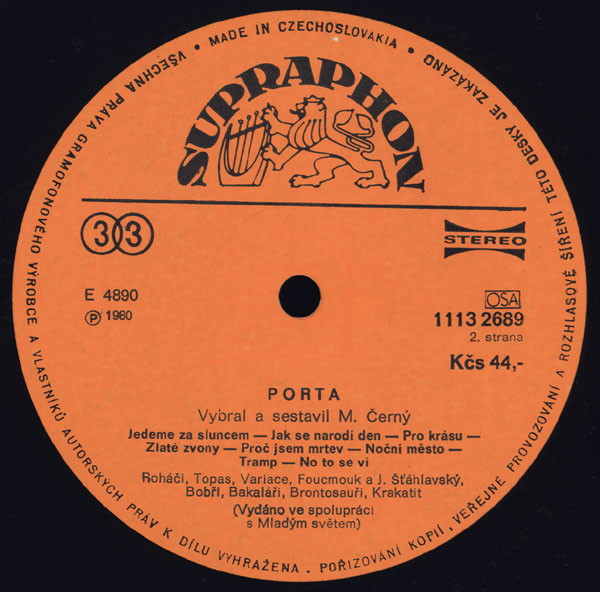 VŠECHNA PRÁVA GRAMOFONOVÉHO VÝROBCE A VLASTNÍKŮ AUTORSKÝCH PRÁV K DÍLU VYHRAŽENA. POŘIZOVÁNÍ KOPIÍ, VEŘEJNÉ PROVOZOVÁNÍ A ROZHLASOVÉ ŠÍŘENÍ TÉTO DESKY JE ZAKÁZÁNO • MADE IN CZECHOSLOVAKIA •
SUPRAPHON
33
STEREO
E 4890
Ⓟ 1980
OSA
1113 2689
2. strana
Kčs 44,-
PORTA
Vybral a sestavil M. Černý
Jedeme za sluncem — Jak se narodí den — Pro krásu —
Zlaté zvony — Proč jsem mrtev — Noční město —
Tramp — No to se ví
Roháči, Topas, Variace, Foucmouk a J. Šťáhlavský,
Bobři, Bakaláři, Brontosauři, Krakatit
(Vydáno ve spolupráci
s Mladým světem)